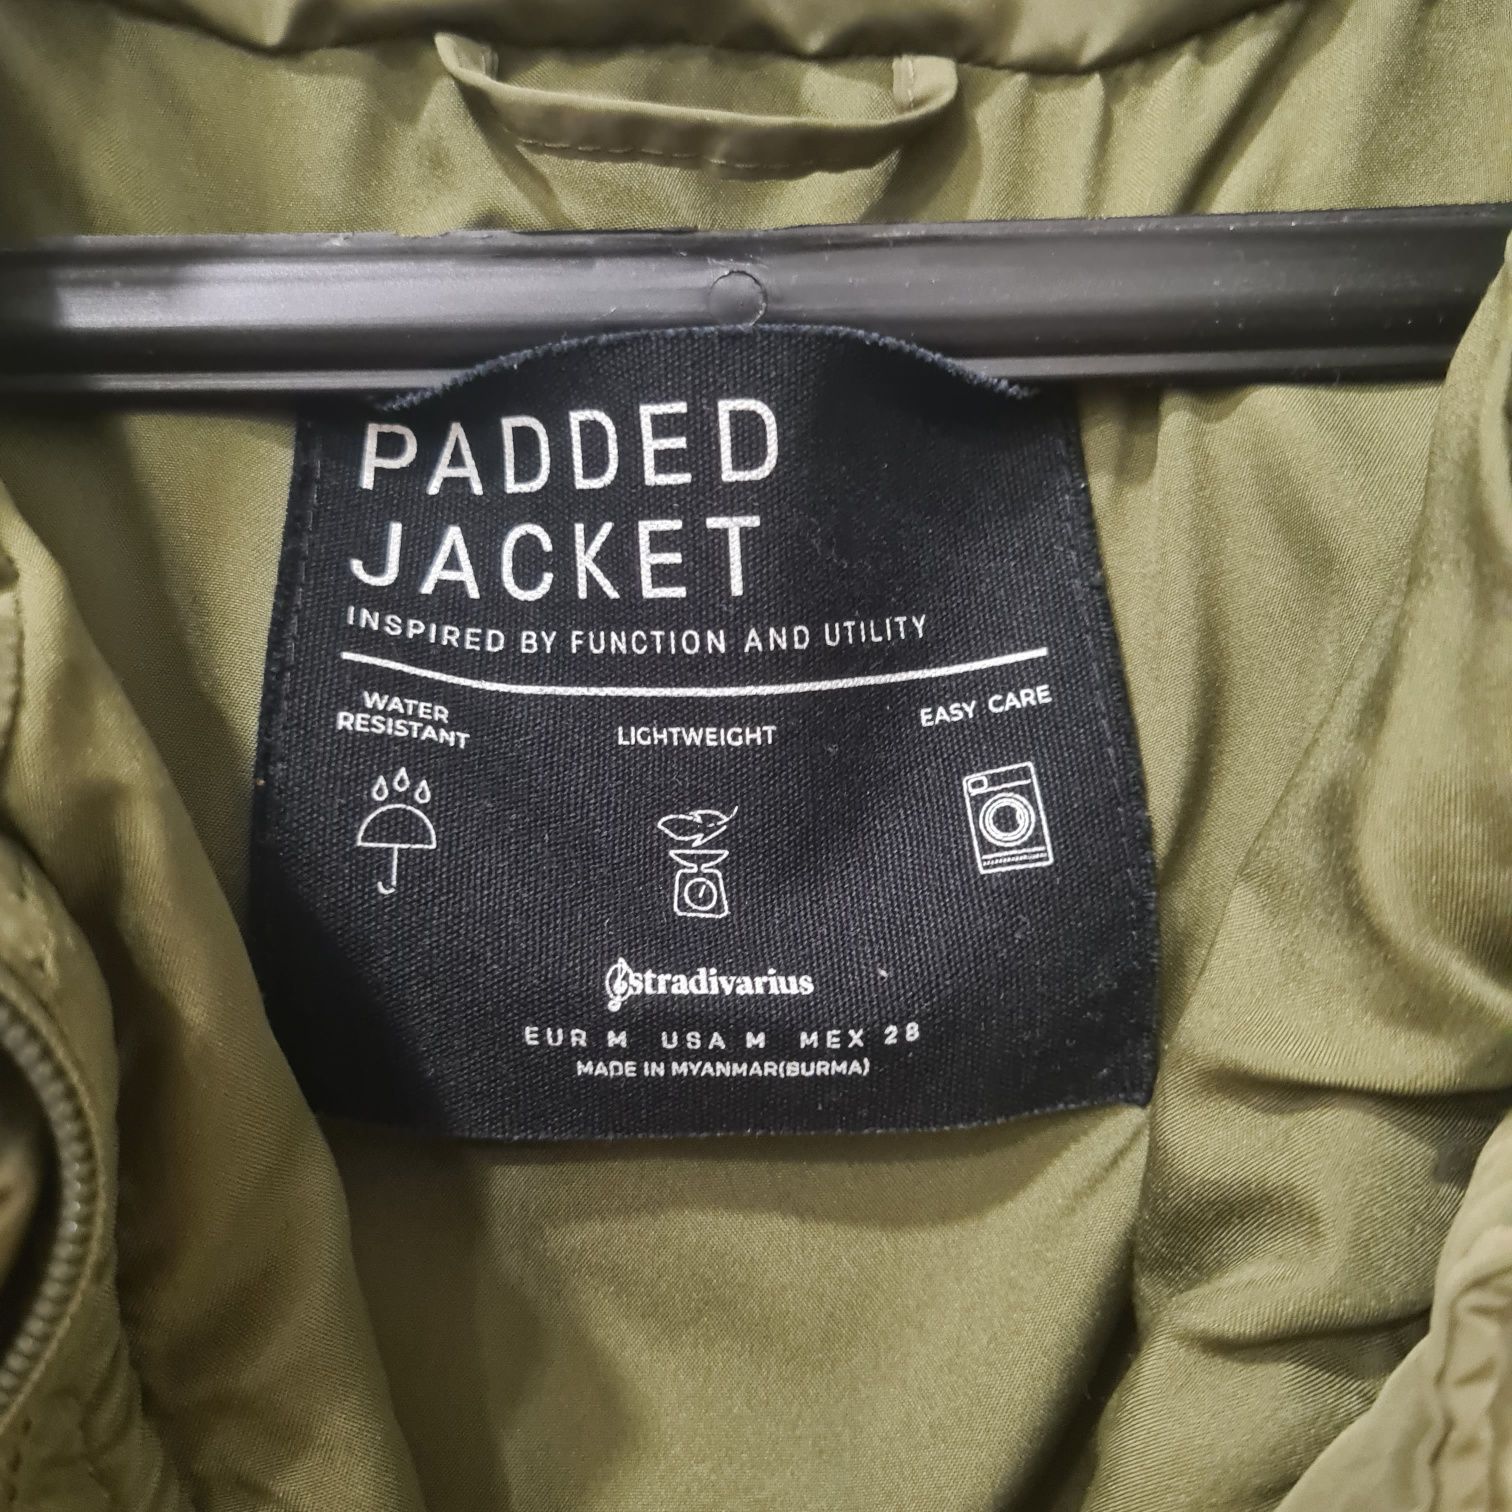 PADDED
JACKET
INSPIRED BY FUNCTION AND UTILITY
WATER
RESISTANT
LIGHTWEIGHT
EASY CARE
stradivarius
EUR M USA M MEX 28
MADE IN MYANMAR(BURMA)